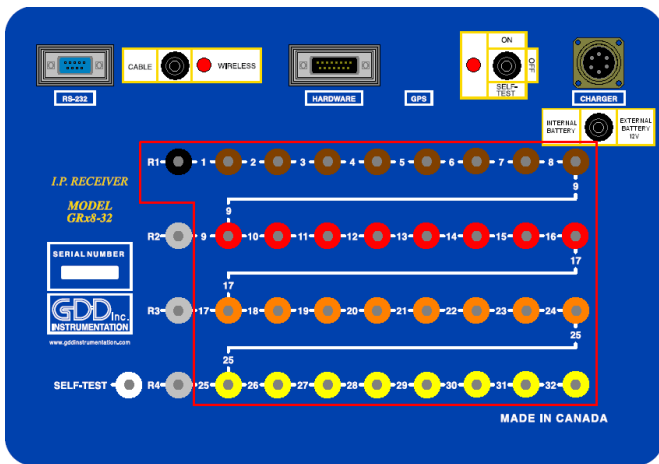 ON
OFF
CABLE
WIRELESS
SELF-
TEST
RS-232
HARDWARE
GPS
CHARGER
INTERNAL
BATTERY
EXTERNAL
BATTERY
12V
R1 1 2 3 4 5 6 7 8
9
I.P. RECEIVER
MODEL
GRx8-32
9
R2 9 10 11 12 13 14 15 16
SERIAL NUMBER
17
17
GDD Inc.
INSTRUMENTATION
R3 17 18 19 20 21 22 23 24
www.gddinstrumentation.com
25
25
SELF-TEST R4 25 26 27 28 29 30 31 32
MADE IN CANADA